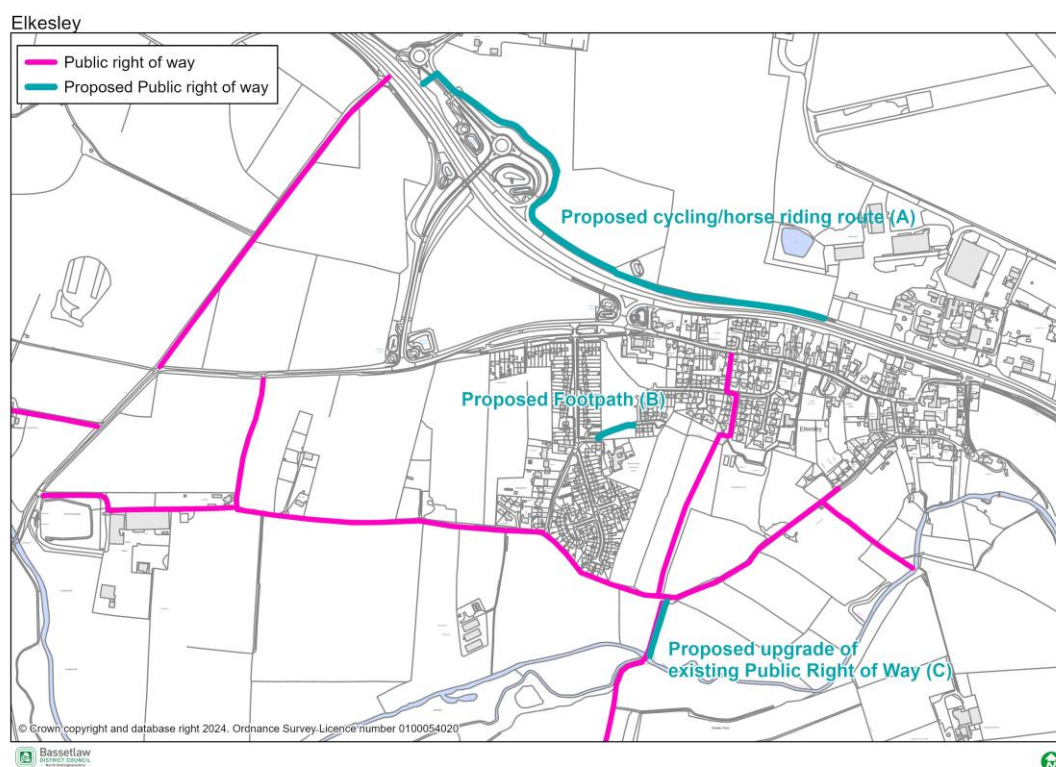 Elkesley
Public right of way
Proposed Public right of way
Proposed cycling/horse riding route (A)
Proposed Footpath (B)
Elkesley
Proposed upgrade of
existing Public Right of Way (C)
© Crown copyright and database right 2024. Ordnance Survey Licence number 0100054020
Bassetlaw
DISTRICT COUNCIL